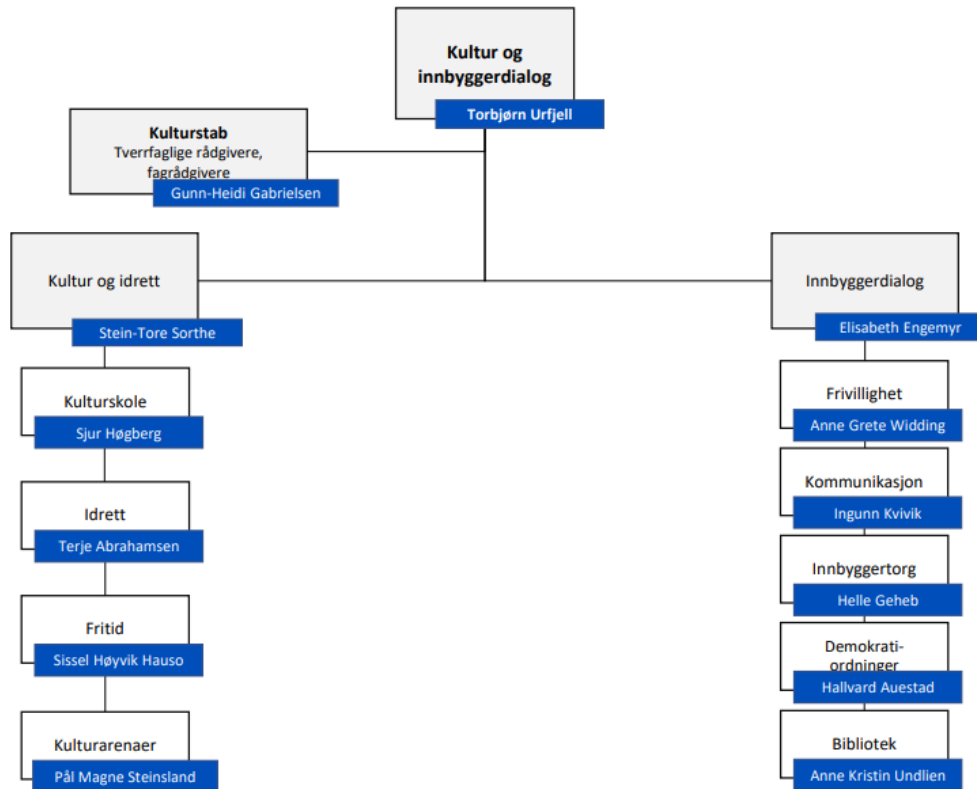 Kultur og
innbyggerdialog
Torbjørn Urfjell
Kulturstab
Tverrfaglige rådgivere,
fagrådgivere
Gunn-Heidi Gabrielsen
Kultur og idrett
Stein-Tore Sorthe
Kulturskole
Sjur Høgberg
Idrett
Terje Abrahamsen
Fritid
Sissel Høyvik Hauso
Kulturarenaer
Pål Magne Steinsland
Innbyggerdialog
Elisabeth Engemyr
Frivillighet
Anne Grete Widding
Kommunikasjon
Ingunn Kvivik
Innbyggertorg
Helle Geheb
Demokrati-
ordninger
Hallvard Auestad
Bibliotek
Anne Kristin Undlien